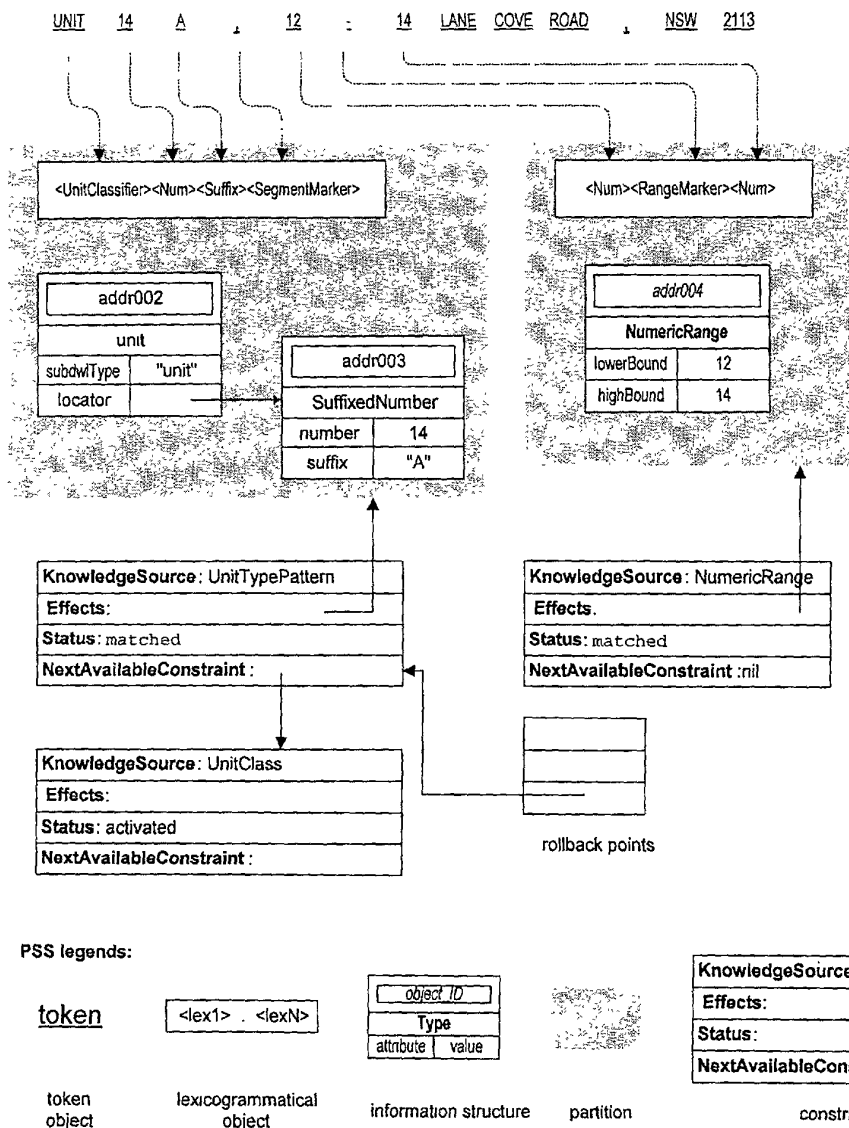 UNIT 14 A , 12 - 14 LANE COVE ROAD , NSW 2113
<UnitClassifier><Num><Suffix><SegmentMarker>
<Num><RangeMarker><Num>
addr002
unit
subdwlType "unit"
locator
addr003
SuffixedNumber
number 14
suffix "A"
addr004
NumericRange
lowerBound 12
highBound 14
KnowledgeSource: UnitTypePattern
Effects:
Status: matched
NextAvailableConstraint :
KnowledgeSource: NumericRange
Effects.
Status: matched
NextAvailableConstraint :nil
KnowledgeSource: UnitClass
Effects:
Status: activated
NextAvailableConstraint :
rollback points
PSS legends:
token
<lex1> . <lexN>
object_ID
Type
attribute value
KnowledgeSource
Effects:
Status:
NextAvailableCons
token
object
lexicogrammatical
object
information structure
partition
constr